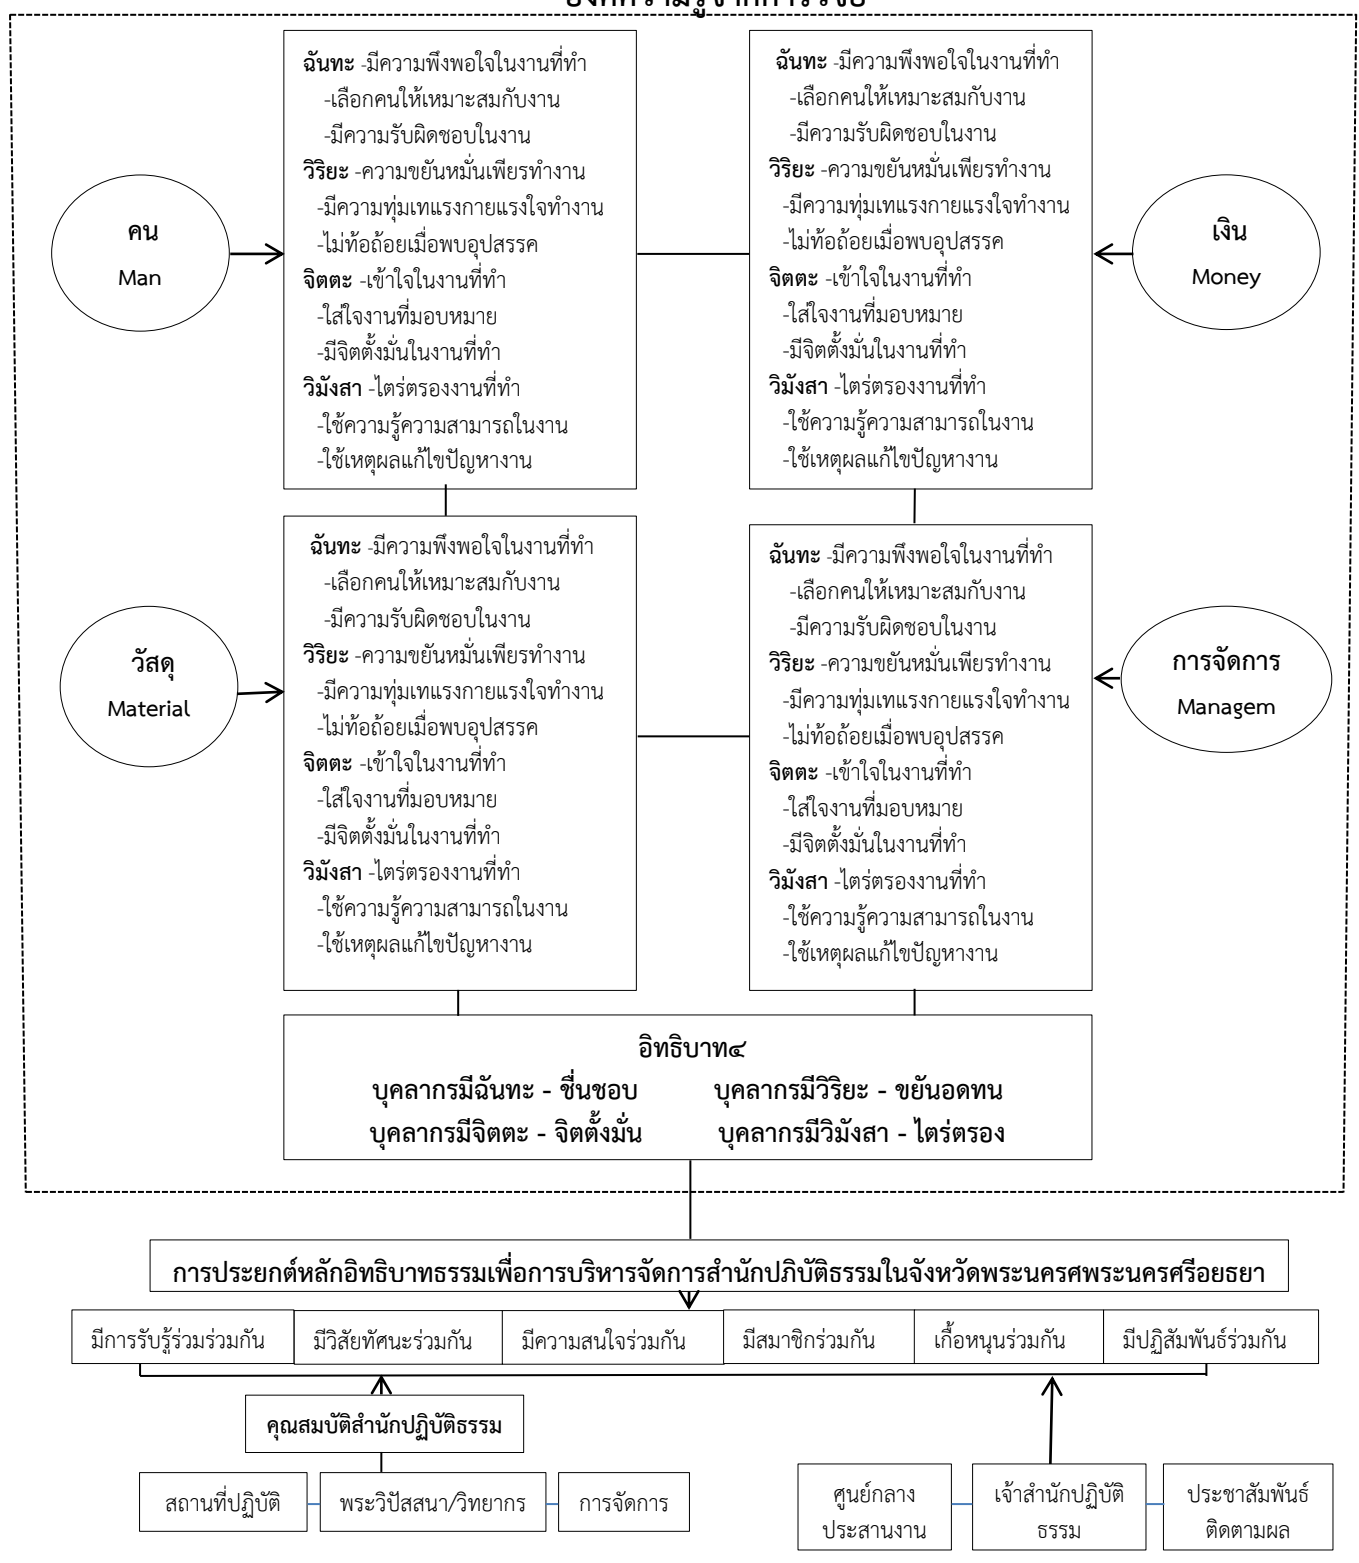 องค์ความรู้จากการวิจัย
ฉันทะ -มีความพึงพอใจในงานที่ทำ
-เลือกคนให้เหมาะสมกับงาน
-มีความรับผิดชอบในงาน
วิริยะ -ความขยันหมั่นเพียรทำงาน
-มีความทุ่มเทแรงกายแรงใจทำงาน
-ไม่ท้อถ้อยเมื่อพบอุปสรรค
จิตตะ -เข้าใจในงานที่ทำ
-ใส่ใจงานที่มอบหมาย
-มีจิตตั้งมั่นในงานที่ทำ
วิมังสา -ไตร่ตรองงานที่ทำ
-ใช้ความรู้ความสามารถในงาน
-ใช้เหตุผลแก้ไขปัญหางาน
คน
Man
ฉันทะ -มีความพึงพอใจในงานที่ทำ
-เลือกคนให้เหมาะสมกับงาน
-มีความรับผิดชอบในงาน
วิริยะ -ความขยันหมั่นเพียรทำงาน
-มีความทุ่มเทแรงกายแรงใจทำงาน
-ไม่ท้อถ้อยเมื่อพบอุปสรรค
จิตตะ -เข้าใจในงานที่ทำ
-ใส่ใจงานที่มอบหมาย
-มีจิตตั้งมั่นในงานที่ทำ
วิมังสา -ไตร่ตรองงานที่ทำ
-ใช้ความรู้ความสามารถในงาน
-ใช้เหตุผลแก้ไขปัญหางาน
เงิน
Money
วัสดุ
Material
ฉันทะ -มีความพึงพอใจในงานที่ทำ
-เลือกคนให้เหมาะสมกับงาน
-มีความรับผิดชอบในงาน
วิริยะ -ความขยันหมั่นเพียรทำงาน
-มีความทุ่มเทแรงกายแรงใจทำงาน
-ไม่ท้อถ้อยเมื่อพบอุปสรรค
จิตตะ -เข้าใจในงานที่ทำ
-ใส่ใจงานที่มอบหมาย
-มีจิตตั้งมั่นในงานที่ทำ
วิมังสา -ไตร่ตรองงานที่ทำ
-ใช้ความรู้ความสามารถในงาน
-ใช้เหตุผลแก้ไขปัญหางาน
ฉันทะ -มีความพึงพอใจในงานที่ทำ
-เลือกคนให้เหมาะสมกับงาน
-มีความรับผิดชอบในงาน
วิริยะ -ความขยันหมั่นเพียรทำงาน
-มีความทุ่มเทแรงกายแรงใจทำงาน
-ไม่ท้อถ้อยเมื่อพบอุปสรรค
จิตตะ -เข้าใจในงานที่ทำ
-ใส่ใจงานที่มอบหมาย
-มีจิตตั้งมั่นในงานที่ทำ
วิมังสา -ไตร่ตรองงานที่ทำ
-ใช้ความรู้ความสามารถในงาน
-ใช้เหตุผลแก้ไขปัญหางาน
การจัดการ
Managem
อิทธิบาท๔
บุคลากรมีฉันทะ - ชื่นชอบ บุคลากรมีวิริยะ - ขยันอดทน
บุคลากรมีจิตตะ - จิตตั้งมั่น บุคลากรมีวิมังสา - ไตร่ตรอง
การประยุกต์หลักอิทธิบาทธรรมเพื่อการบริหารจัดการสำนักปฏิบัติธรรมในจังหวัดพระนครศพระนครศรีอยุธยา
มีการรับรู้ร่วมร่วมกัน
มีวิสัยทัศนะร่วมกัน
มีความสนใจร่วมกัน
มีสมาชิกร่วมกัน
เกื้อหนุนร่วมกัน
มีปฏิสัมพันธ์ร่วมกัน
คุณสมบัติสำนักปฏิบัติธรรม
สถานที่ปฏิบัติ
พระวิปัสสนา/วิทยากร
การจัดการ
ศูนย์กลาง
ประสานงาน
เจ้าสำนักปฏิบัติ
ธรรม
ประชาสัมพันธ์
ติดตามผล